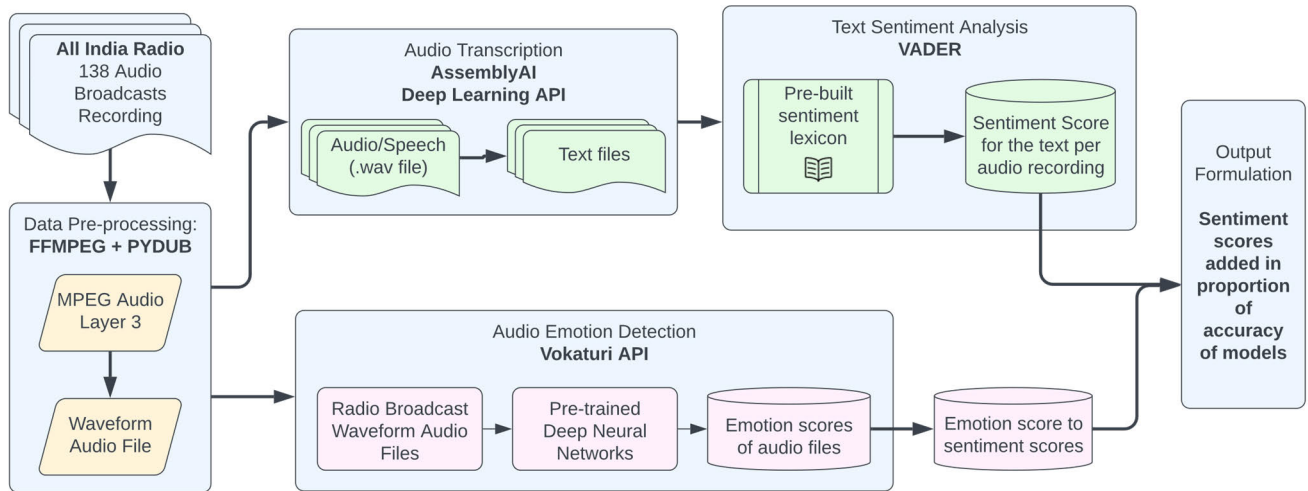 All India Radio
138 Audio
Broadcasts
Recording
Data Pre-processing:
FFMPEG + PYDUB
MPEG Audio
Layer 3
Waveform
Audio File
Audio Transcription
AssemblyAI
Deep Learning API
Audio/Speech
(.wav file)
Text files
Text Sentiment Analysis
VADER
Pre-built
sentiment
lexicon
Sentiment Score
for the text per
audio recording
Audio Emotion Detection
Vokaturi API
Radio Broadcast
Waveform Audio
Files
Pre-trained
Deep Neural
Networks
Emotion scores
of audio files
Emotion score to
sentiment scores
Output
Formulation
Sentiment
scores
added in
proportion
of
accuracy
of models